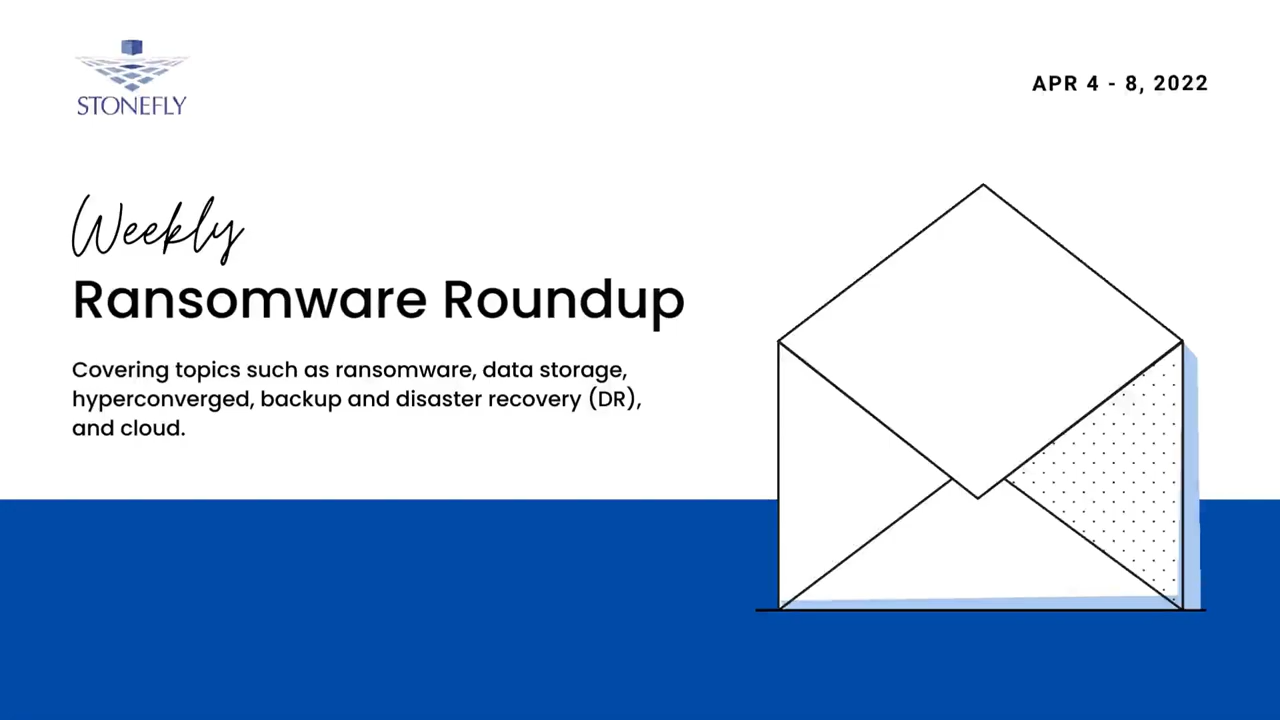 STONEFLY
APR 4 - 8, 2022
Weekly
Ransomware Roundup
Covering topics such as ransomware, data storage,
hyperconverged, backup and disaster recovery (DR),
and cloud.